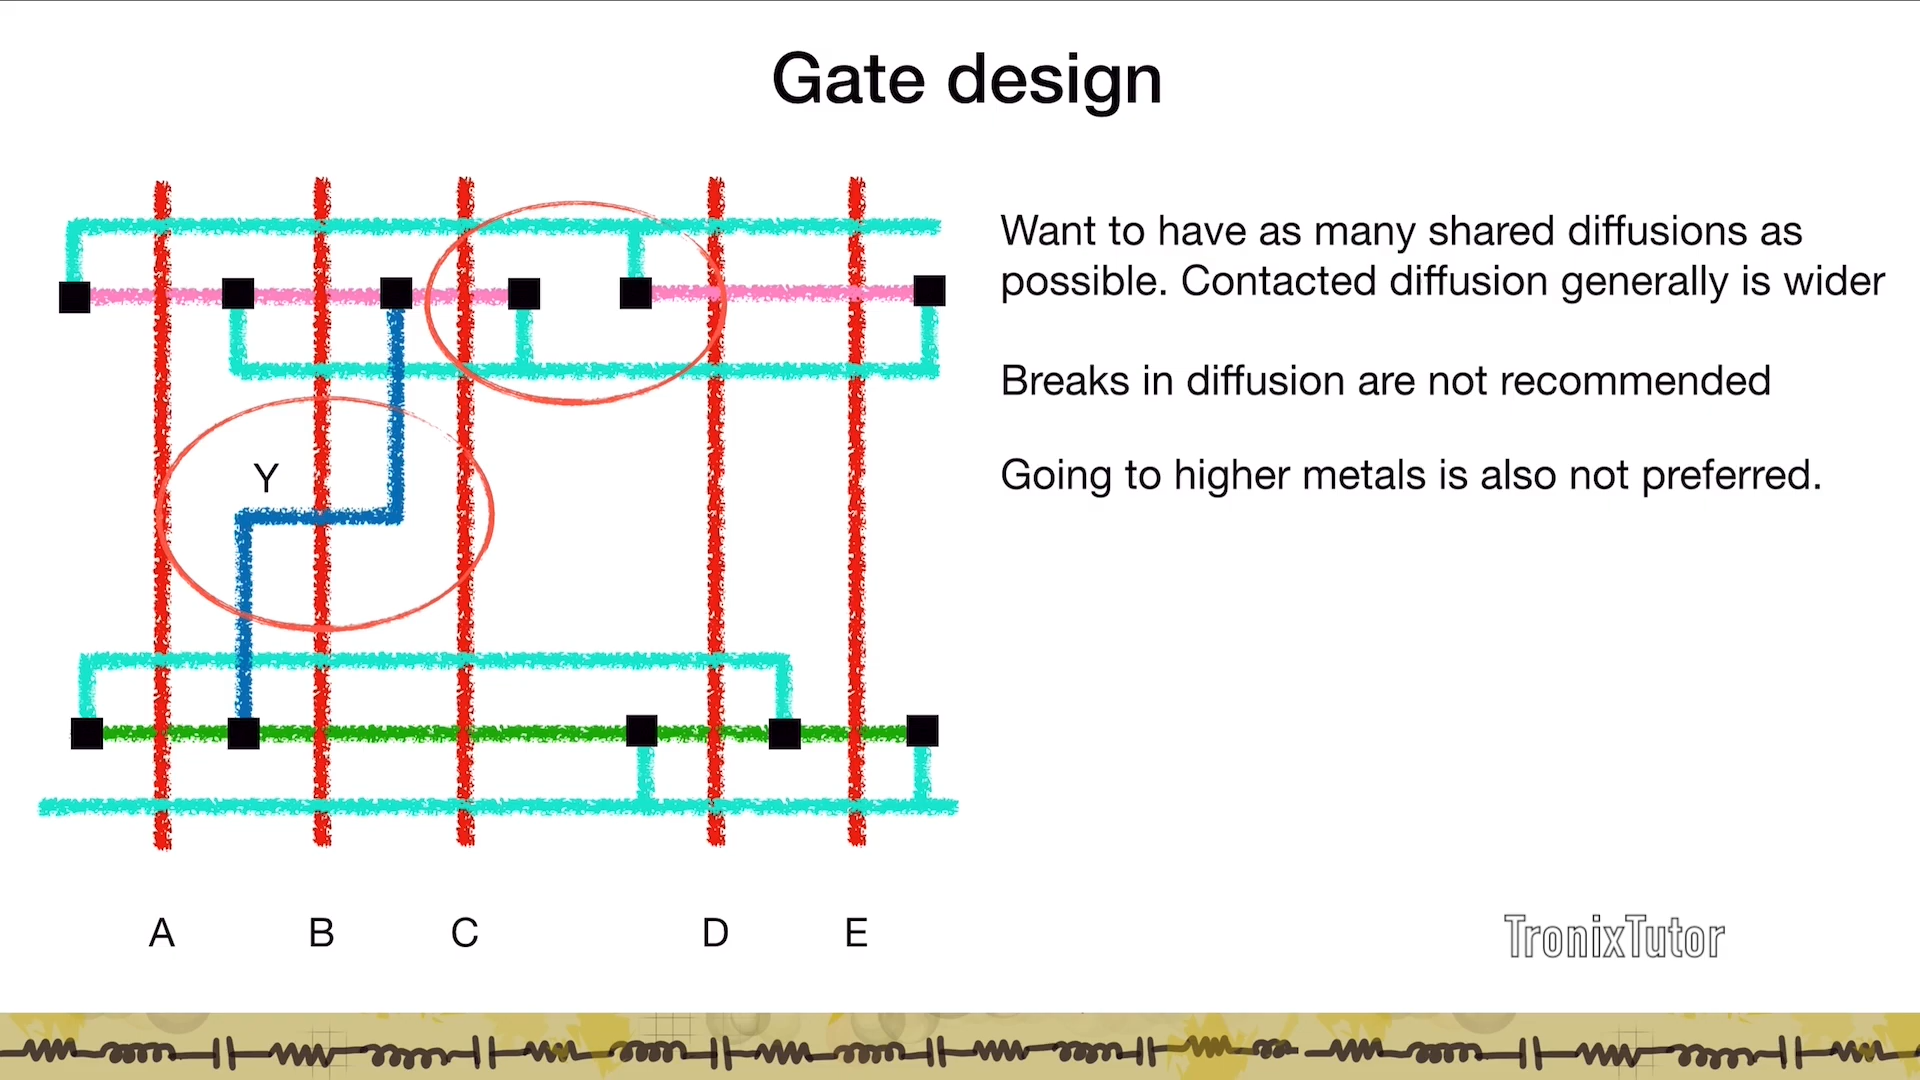 Gate design
Want to have as many shared diffusions as
possible. Contacted diffusion generally is wider
Breaks in diffusion are not recommended
Going to higher metals is also not preferred.
Y
A B C D E
TronixTutor